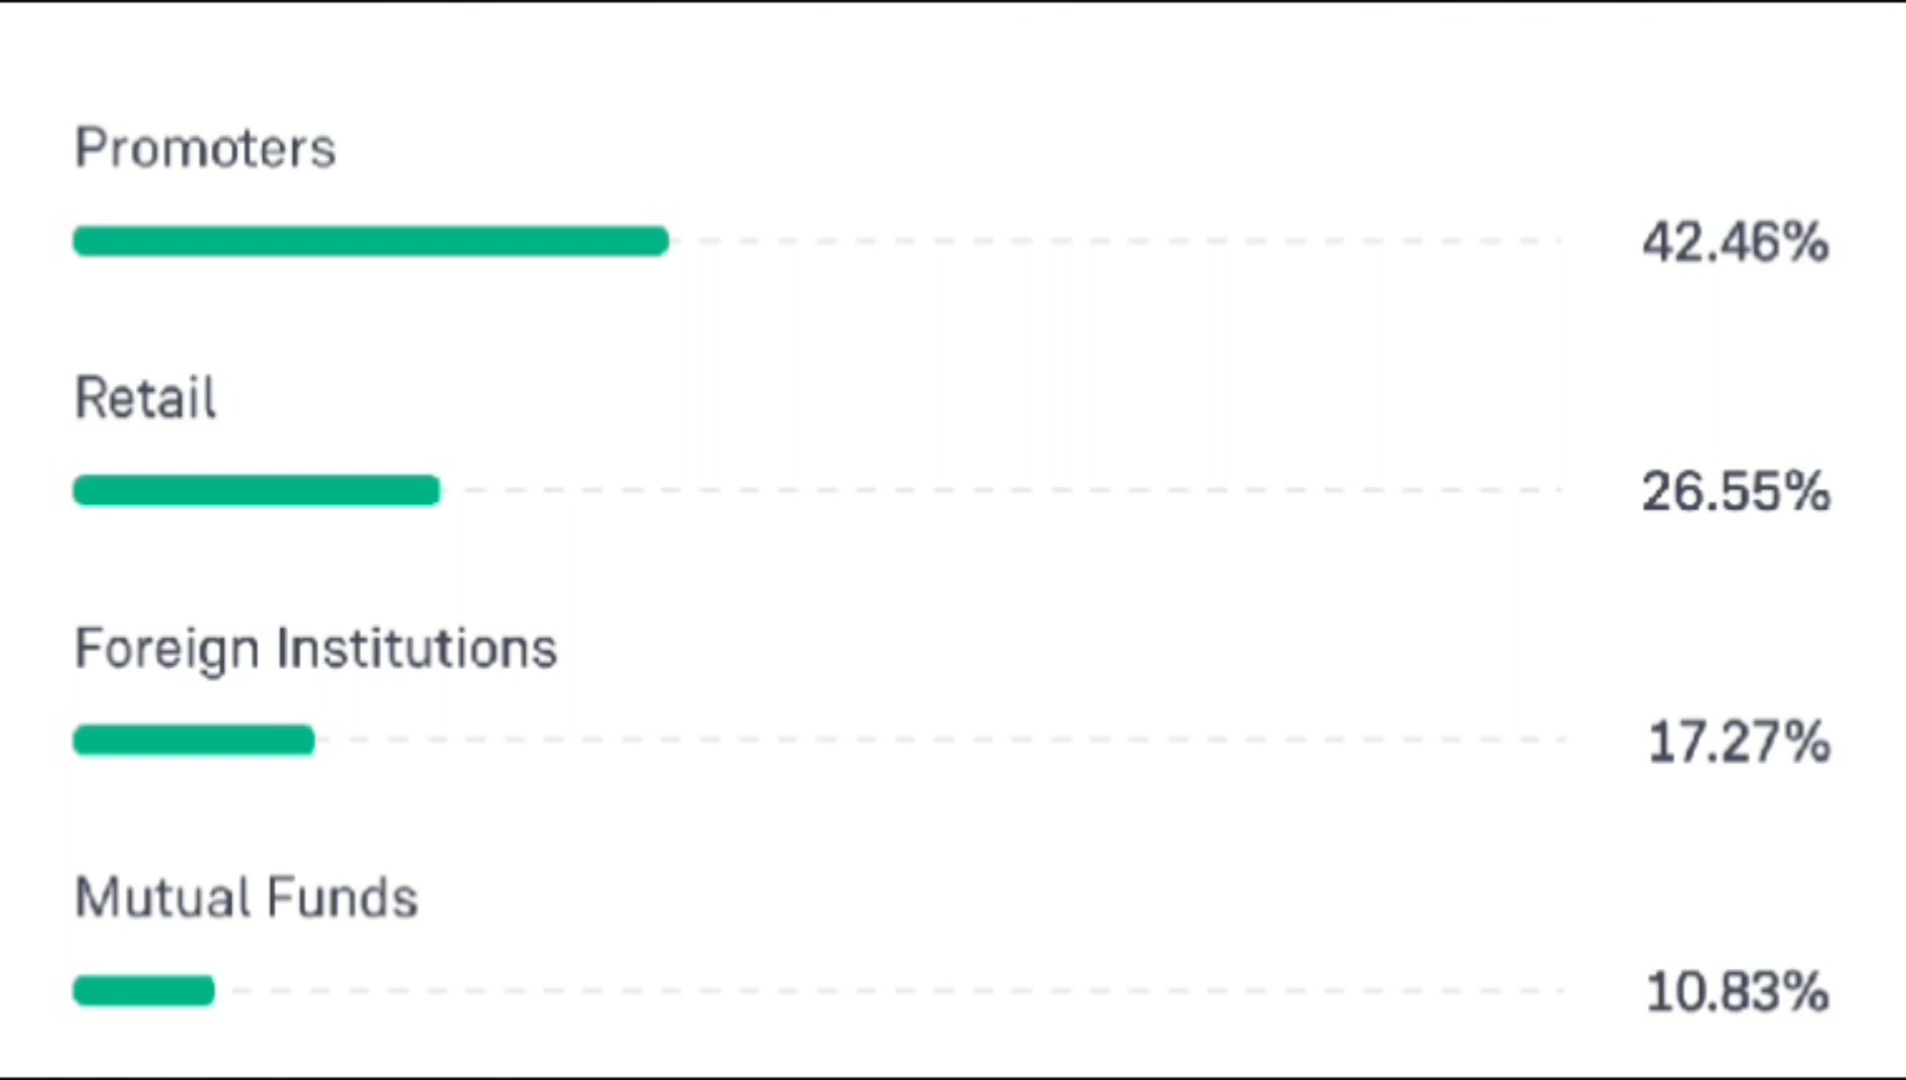 Promoters
42.46%
Retail
26.55%
Foreign Institutions
17.27%
Mutual Funds
10.83%